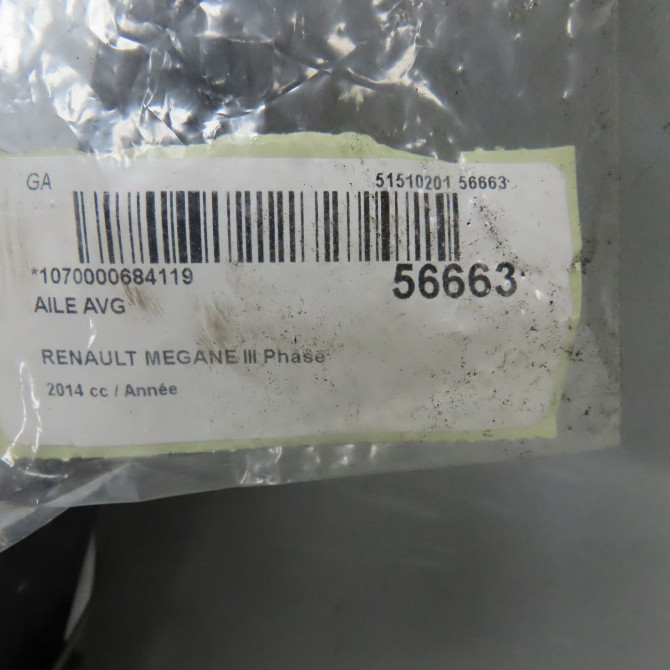 GA 51510201 56663
*1070000684119 56663
AILE AVG
RENAULT MEGANE III Phase
2014 cc / Année